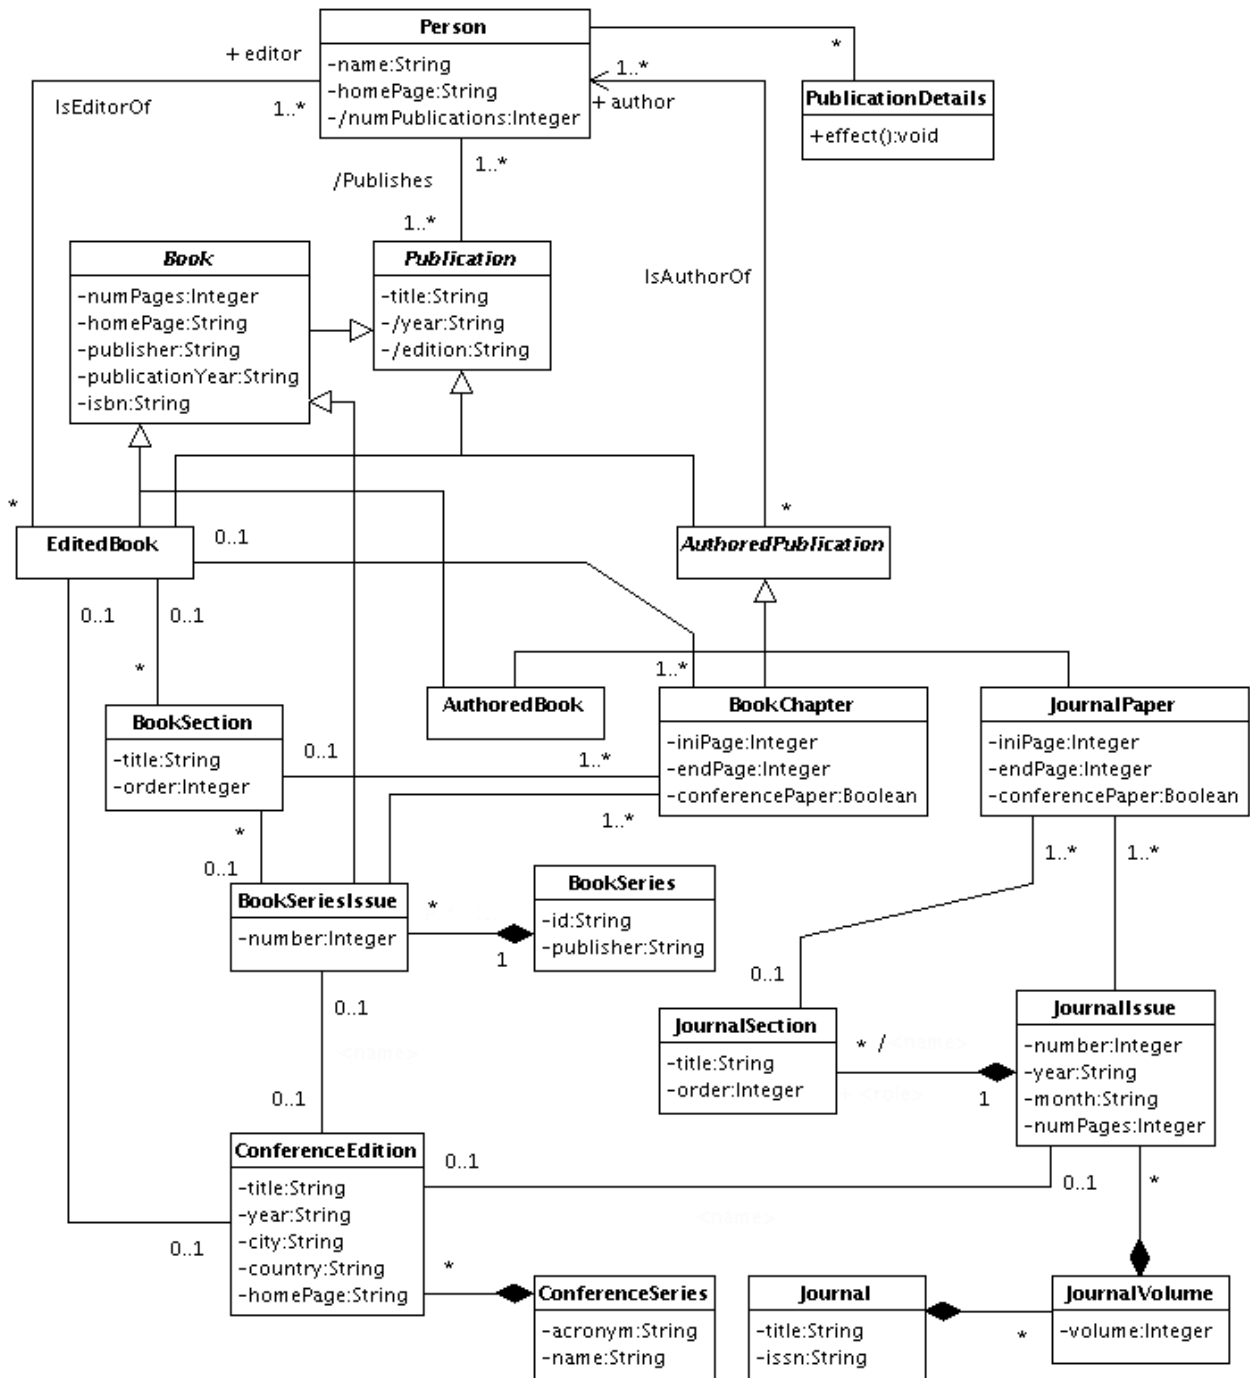 Person
-name:String
-homePage:String
-/numPublications:Integer
+ editor
IsEditorOf
1..*
1..*
+ author
*
PublicationDetails
+effect():void
/Publishes
1..*
1..*
Book
-numPages:Integer
-homePage:String
-publisher:String
-publicationYear:String
-isbn:String
Publication
-title:String
-/year:String
-/edition:String
IsAuthorOf
*
*
EditedBook
0..1
AuthoredPublication
0..1
0..1
*
1..*
AuthoredBook
BookSection
-title:String
-order:Integer
BookChapter
-iniPage:Integer
-endPage:Integer
-conferencePaper:Boolean
JournalPaper
-iniPage:Integer
-endPage:Integer
-conferencePaper:Boolean
0..1
1..*
*
1..*
0..1
1..*
1..*
BookSeriesIssue
-number:Integer
*
1
BookSeries
-id:String
-publisher:String
0..1
0..1
JournalSection
-title:String
-order:Integer
* /
1
JournalIssue
-number:Integer
-year:String
-month:String
-numPages:Integer
<name>
<name>
0..1
ConferenceEdition
-title:String
-year:String
-city:String
-country:String
-homePage:String
0..1
0..1
*
<name>
0..1
*
ConferenceSeries
-acronym:String
-name:String
Journal
-title:String
-issn:String
*
JournalVolume
-volume:Integer